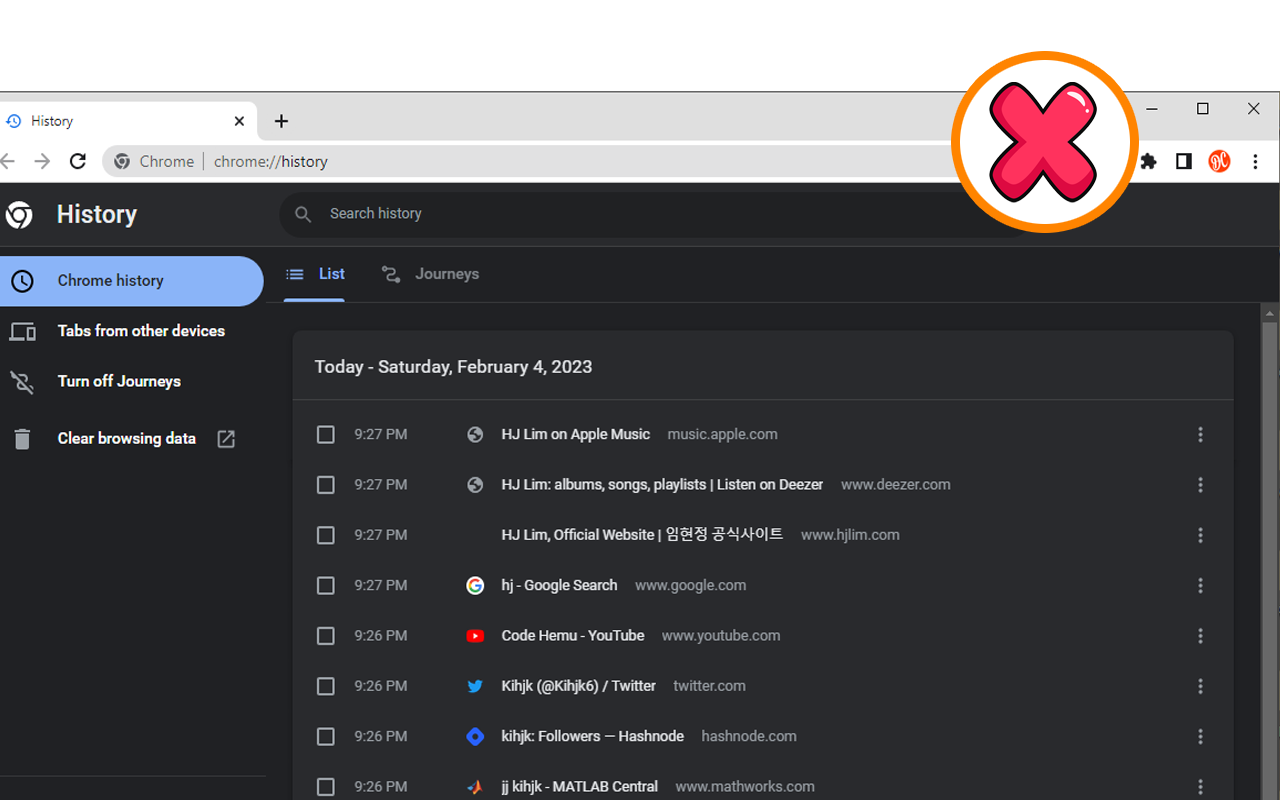 History
Chrome | chrome://history
History
Search history
Chrome history
Tabs from other devices
Turn off Journeys
Clear browsing data
List
Journeys
Today - Saturday, February 4, 2023
9:27 PM HJ Lim on Apple Music music.apple.com
9:27 PM HJ Lim: albums, songs, playlists | Listen on Deezer www.deezer.com
9:27 PM HJ Lim, Official Website | 임현정 공식사이트 www.hjlim.com
9:27 PM hj - Google Search www.google.com
9:26 PM Code Hemu - YouTube www.youtube.com
9:26 PM Kihjk (@Kihjk6) / Twitter twitter.com
9:26 PM kihjk: Followers — Hashnode hashnode.com
9:26 PM jj kihjk - MATLAB Central www.mathworks.com